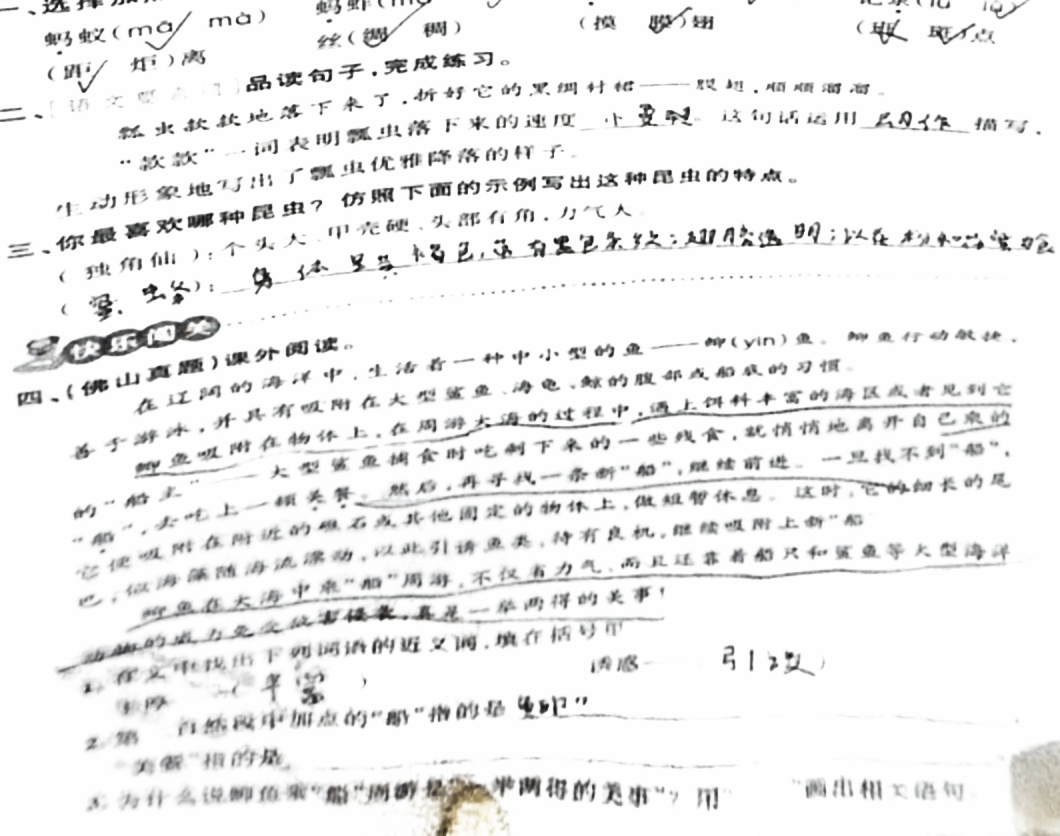 一、选择
蚂蚁(mǎ mà) 蚂蚱(mà
(距 炬)离 丝(绸 稠) (摸 膜)翅 (班 斑)点
二、品读句子,完成练习。
瓢虫款款地落下来了,折好它的黑绸衬裙——膜翅,顺顺溜溜。
“款款”一词表明瓢虫落下来的速度 这句话运用 动作 描写,
生动形象地写出了瓢虫优雅降落的样子。
三、你最喜欢哪种昆虫?仿照下面的示例写出这种昆虫的特点。
(独角仙):个头大、甲壳硬、头部有角、力气大
( ): 身体 翅膀透明;以
快乐闯关
四、(佛山真题)课外阅读。
在辽阔的海洋中,生活着一种中小型的鱼——䲟(yìn)鱼。䲟鱼行动敏捷,
善于游泳,并具有吸附在大型鲨鱼、海龟、鲸的腹部或船底的习惯。
䲟鱼吸附在物体上,在周游大海的过程中,遇上饵料丰富的海区或者见到它
的“船主”——大型鲨鱼捕食时吃剩下来的一些残食,就悄悄地离开自己乘的
“船”,去吃上一顿美餐。然后,再寻找一条新“船”,继续前进。一旦找不到“船”,
它便吸附在附近的礁石或其他固定的物体上,做短暂休息。这时,它的细长的尾
巴,似海藻随海流漂动,以此引诱鱼类,待有良机,继续吸附上新“船
䲟鱼在大海中乘“船”周游,不仅省力气,而且还靠着船只和鲨鱼等大型海洋
动物的威力免受敌害侵袭,真是一举两得的美事!
1. 在文中找出下列词语的近义词,填在括号里
( ) 诱惑—— 引
2. 第 自然段中加点的“船”指的是
“美餐”指的是
3. 为什么说䲟鱼乘“船”周游是“一举两得的美事”?用“ ”画出相关语句